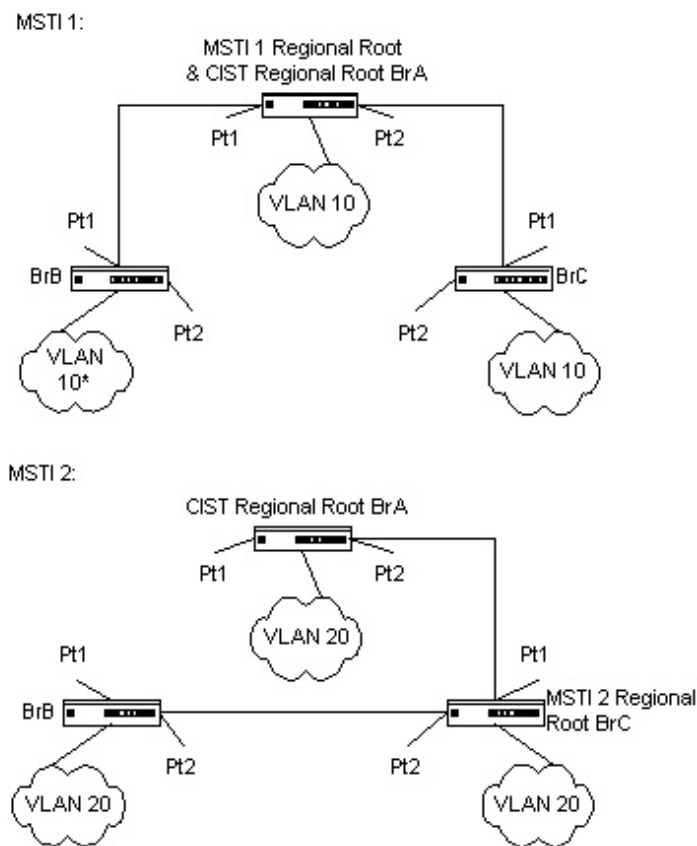 MSTI 1:
MSTI 1 Regional Root
& CIST Regional Root BrA
Pt1
Pt2
VLAN 10
Pt1
Pt1
BrB
BrC
Pt2
Pt2
VLAN
10*
VLAN 10
MSTI 2:
CIST Regional Root BrA
Pt1
Pt2
VLAN 20
Pt1
Pt1
BrB
MSTI 2 Regional
Root BrC
Pt2
Pt2
VLAN 20
VLAN 20